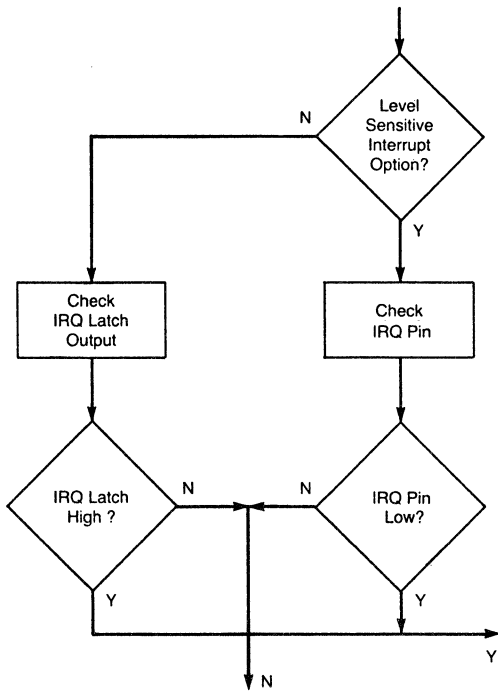 Level
Sensitive
Interrupt
Option?
N
Y
Check
IRQ Latch
Output
Check
IRQ Pin
IRQ Latch
High ?
N
Y
IRQ Pin
Low?
N
Y
Y
N